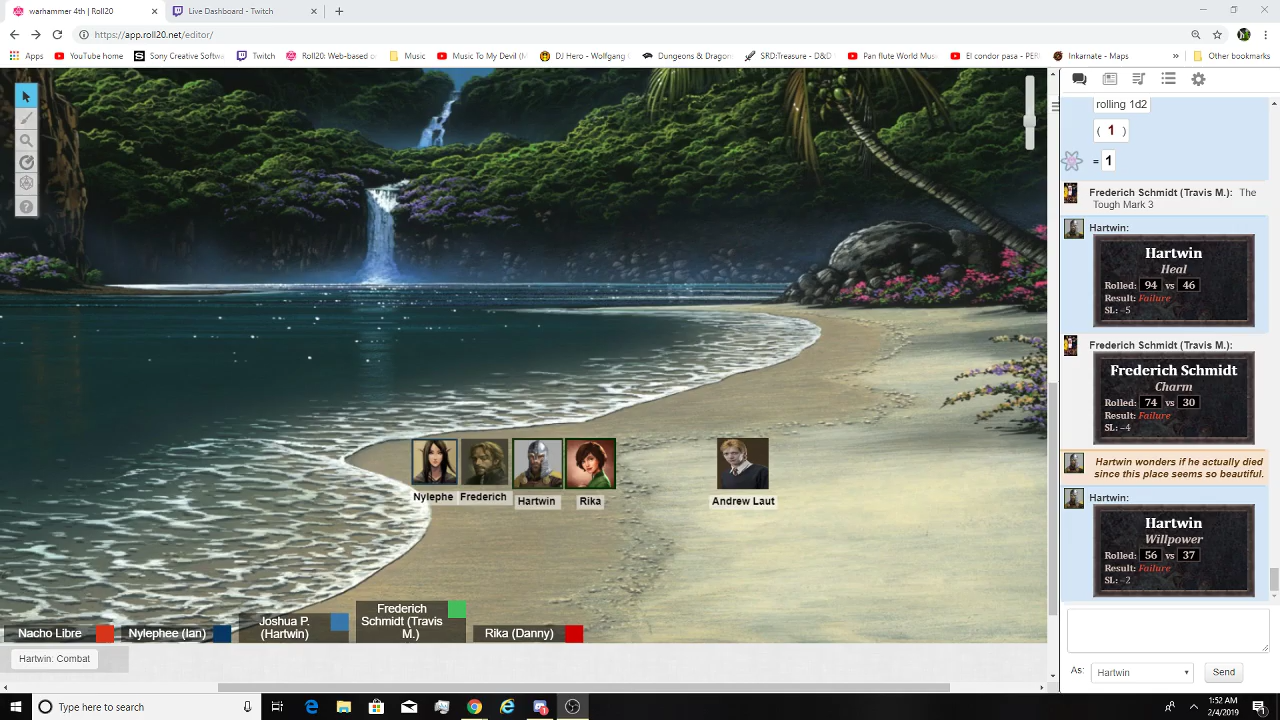 warhammer 4th | Roll20
Live Dashboard - Twitch
https://app.roll20.net/editor/
Apps
YouTube home
Sony Creative Softw
Twitch
Roll20: Web-based o
Music
Music To My Devil (M
DJ Hero - Wolfgang G
Dungeons & Dragon
SRD:Treasure - D&D
Pan flute World Musi
El condor pasa - PER
Inkarnate - Maps
»
Other bookmarks
rolling 1d2
( 1 )
= 1
Frederich Schmidt (Travis M.): The
Tough Mark 3
Hartwin:
Hartwin
Heal
Rolled: 94 vs 46
Result: Failure
SL: -5
Frederich Schmidt (Travis M.):
Frederich Schmidt
Charm
Rolled: 74 vs 30
Result: Failure
SL: -4
Hartwin wonders if he actually died
since this place seems so beautiful.
Hartwin:
Hartwin
Willpower
Rolled: 56 vs 37
Result: Failure
SL: -2
Nylephe
Frederich
Hartwin
Rika
Andrew Laut
Nacho Libre
Nylephee (Ian)
Joshua P.
(Hartwin)
Frederich
Schmidt (Travis
M.)
Rika (Danny)
Hartwin: Combat
As:
Hartwin
Send
Type here to search
1:52 AM
2/4/2019